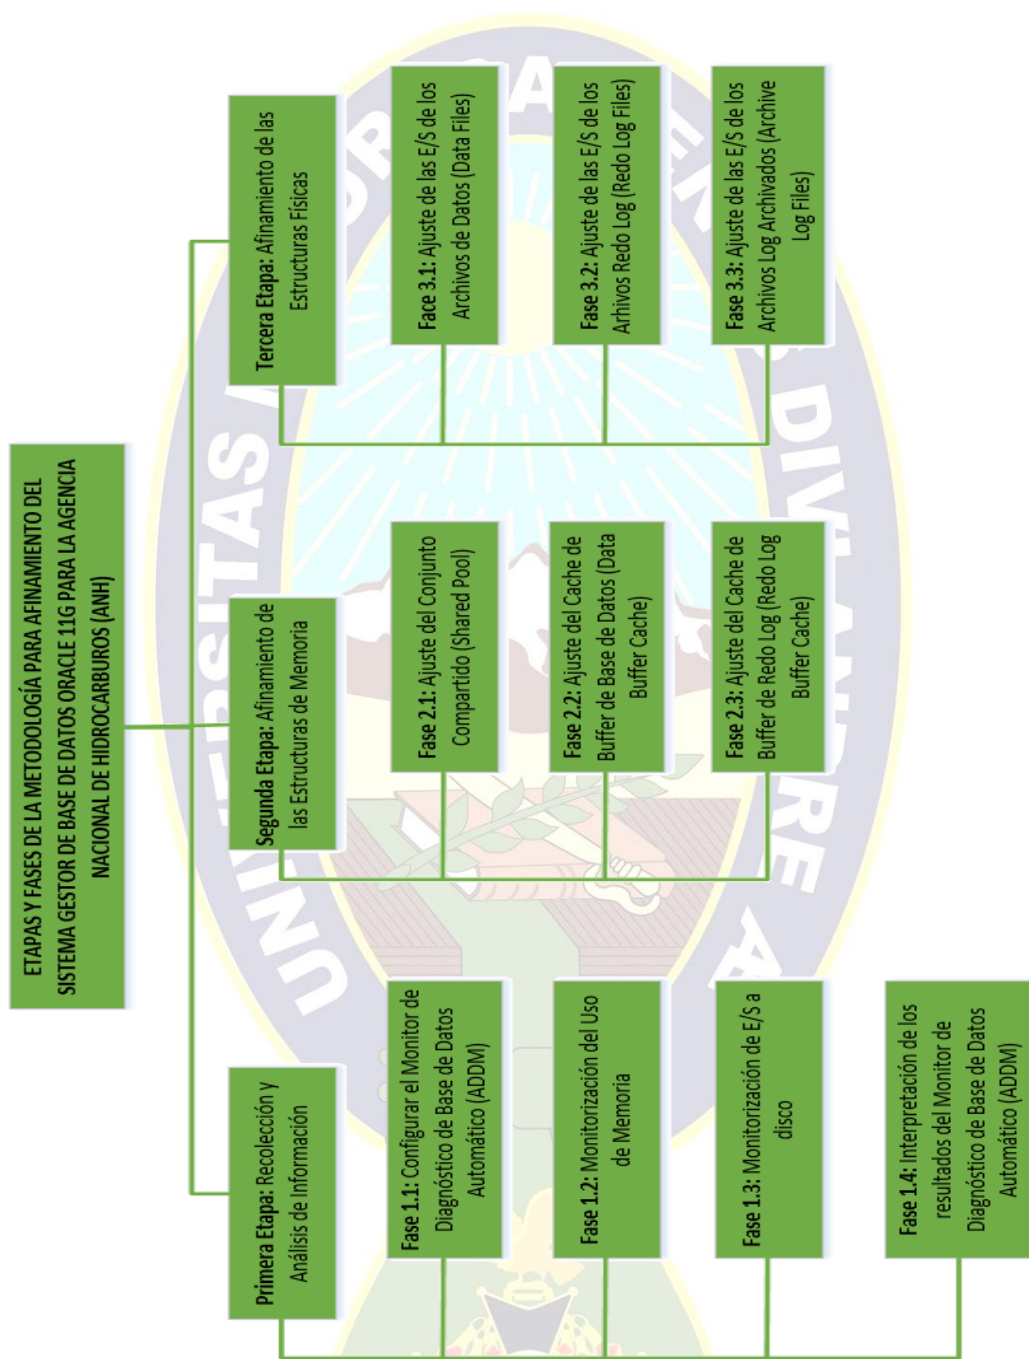 ETAPAS Y FASES DE LA METODOLOGÍA PARA AFINAMIENTO DEL
SISTEMA GESTOR DE BASE DE DATOS ORACLE 11G PARA LA AGENCIA
NACIONAL DE HIDROCARBUROS (ANH)
Primera Etapa: Recolección y
Análisis de Información
Fase 1.1: Configurar el Monitor de
Diagnóstico de Base de Datos
Automático (ADDM)
Fase 1.2: Monitorización del Uso
de Memoria
Fase 1.3: Monitorización de E/S a
disco
Fase 1.4: Interpretación de los
resultados del Monitor de
Diagnóstico de Base de Datos
Automático (ADDM)
Segunda Etapa: Afinamiento de
las Estructuras de Memoria
Fase 2.1: Ajuste del Conjunto
Compartido (Shared Pool)
Fase 2.2: Ajuste del Cache de
Buffer de Base de Datos (Data
Buffer Cache)
Fase 2.3: Ajuste del Cache de
Buffer de Redo Log (Redo Log
Buffer Cache)
Tercera Etapa: Afinamiento de las
Estructuras Físicas
Face 3.1: Ajuste de las E/S de los
Archivos de Datos (Data Files)
Fase 3.2: Ajuste de las E/S de los
Arhivos Redo Log (Redo Log Files)
Fase 3.3: Ajuste de las E/S de los
Archivos Log Archivados (Archive
Log Files)